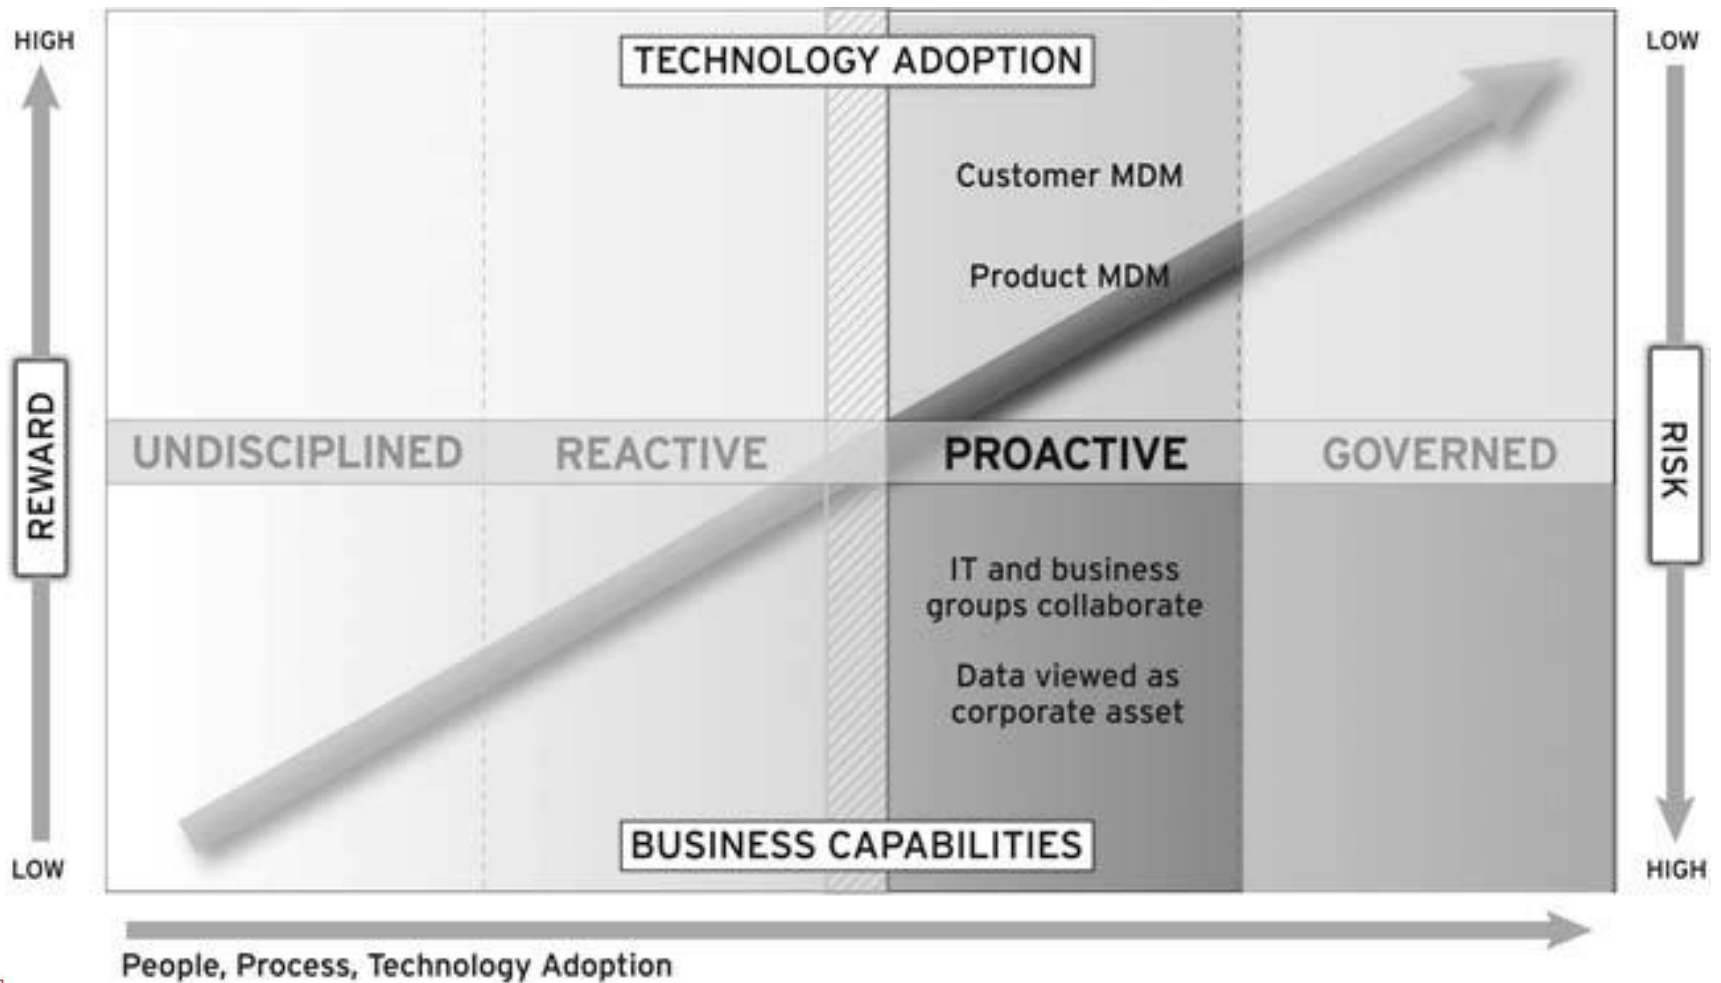 HIGH
LOW
TECHNOLOGY ADOPTION
Customer MDM
Product MDM
REWARD
UNDISCIPLINED
REACTIVE
PROACTIVE
GOVERNED
RISK
IT and business
groups collaborate
Data viewed as
corporate asset
BUSINESS CAPABILITIES
LOW
HIGH
People, Process, Technology Adoption